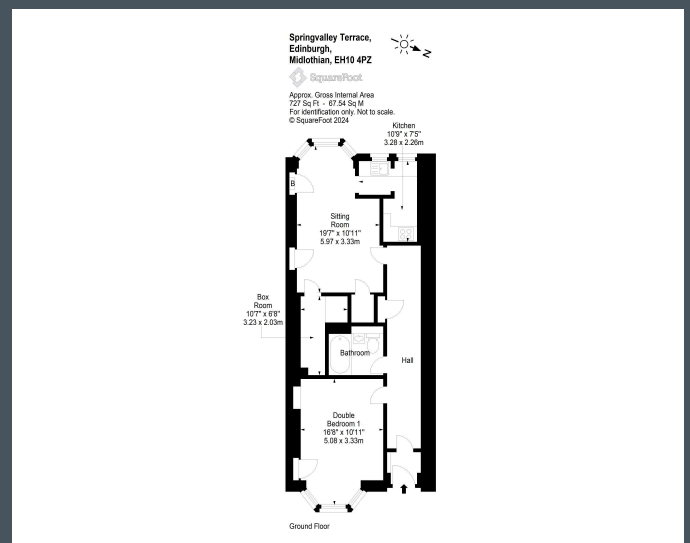 Springvalley Terrace,
Edinburgh,
Midlothian, EH10 4PZ
N
SquareFoot
Approx. Gross Internal Area
727 Sq Ft - 67.54 Sq M
For identification only. Not to scale.
© SquareFoot 2024
Kitchen
10'9" x 7'5"
3.28 x 2.26m
B
Sitting
Room
19'7" x 10'11"
5.97 x 3.33m
Box
Room
10'7" x 6'8"
3.23 x 2.03m
Bathroom
Hall
Double
Bedroom 1
16'8" x 10'11"
5.08 x 3.33m
Ground Floor